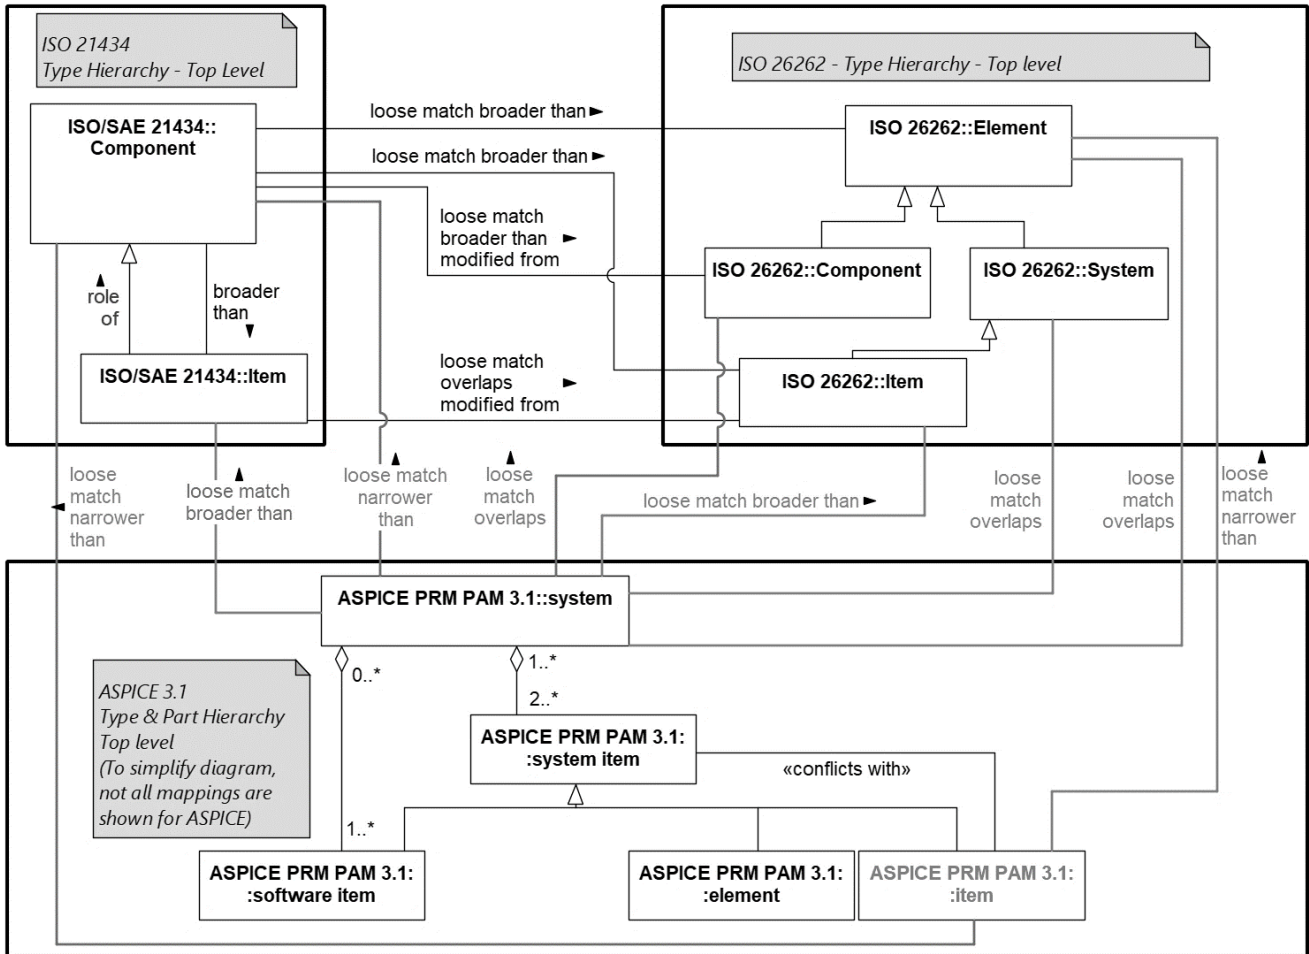 ISO 21434
Type Hierarchy - Top Level
ISO 26262 - Type Hierarchy - Top level
ISO/SAE 21434::
Component
loose match broader than ►
ISO 26262::Element
loose match broader than ►
loose match
broader than ►
modified from
ISO 26262::Component
ISO 26262::System
▲
role
of
broader
than
▼
ISO/SAE 21434::Item
loose match
overlaps ►
modified from
ISO 26262::Item
◄ loose
match
narrower
than
▲
loose match
broader than
▲
loose match
narrower
than
▲
loose
match
overlaps
loose match broader than ►
loose
match
overlaps
loose
match
overlaps
▲
loose
match
narrower
than
ASPICE PRM PAM 3.1::system
0..*
1..*
2..*
ASPICE 3.1
Type & Part Hierarchy
Top level
(To simplify diagram,
not all mappings are
shown for ASPICE)
ASPICE PRM PAM 3.1:
:system item
«conflicts with»
1..*
ASPICE PRM PAM 3.1:
:software item
ASPICE PRM PAM 3.1:
:element
ASPICE PRM PAM 3.1:
:item